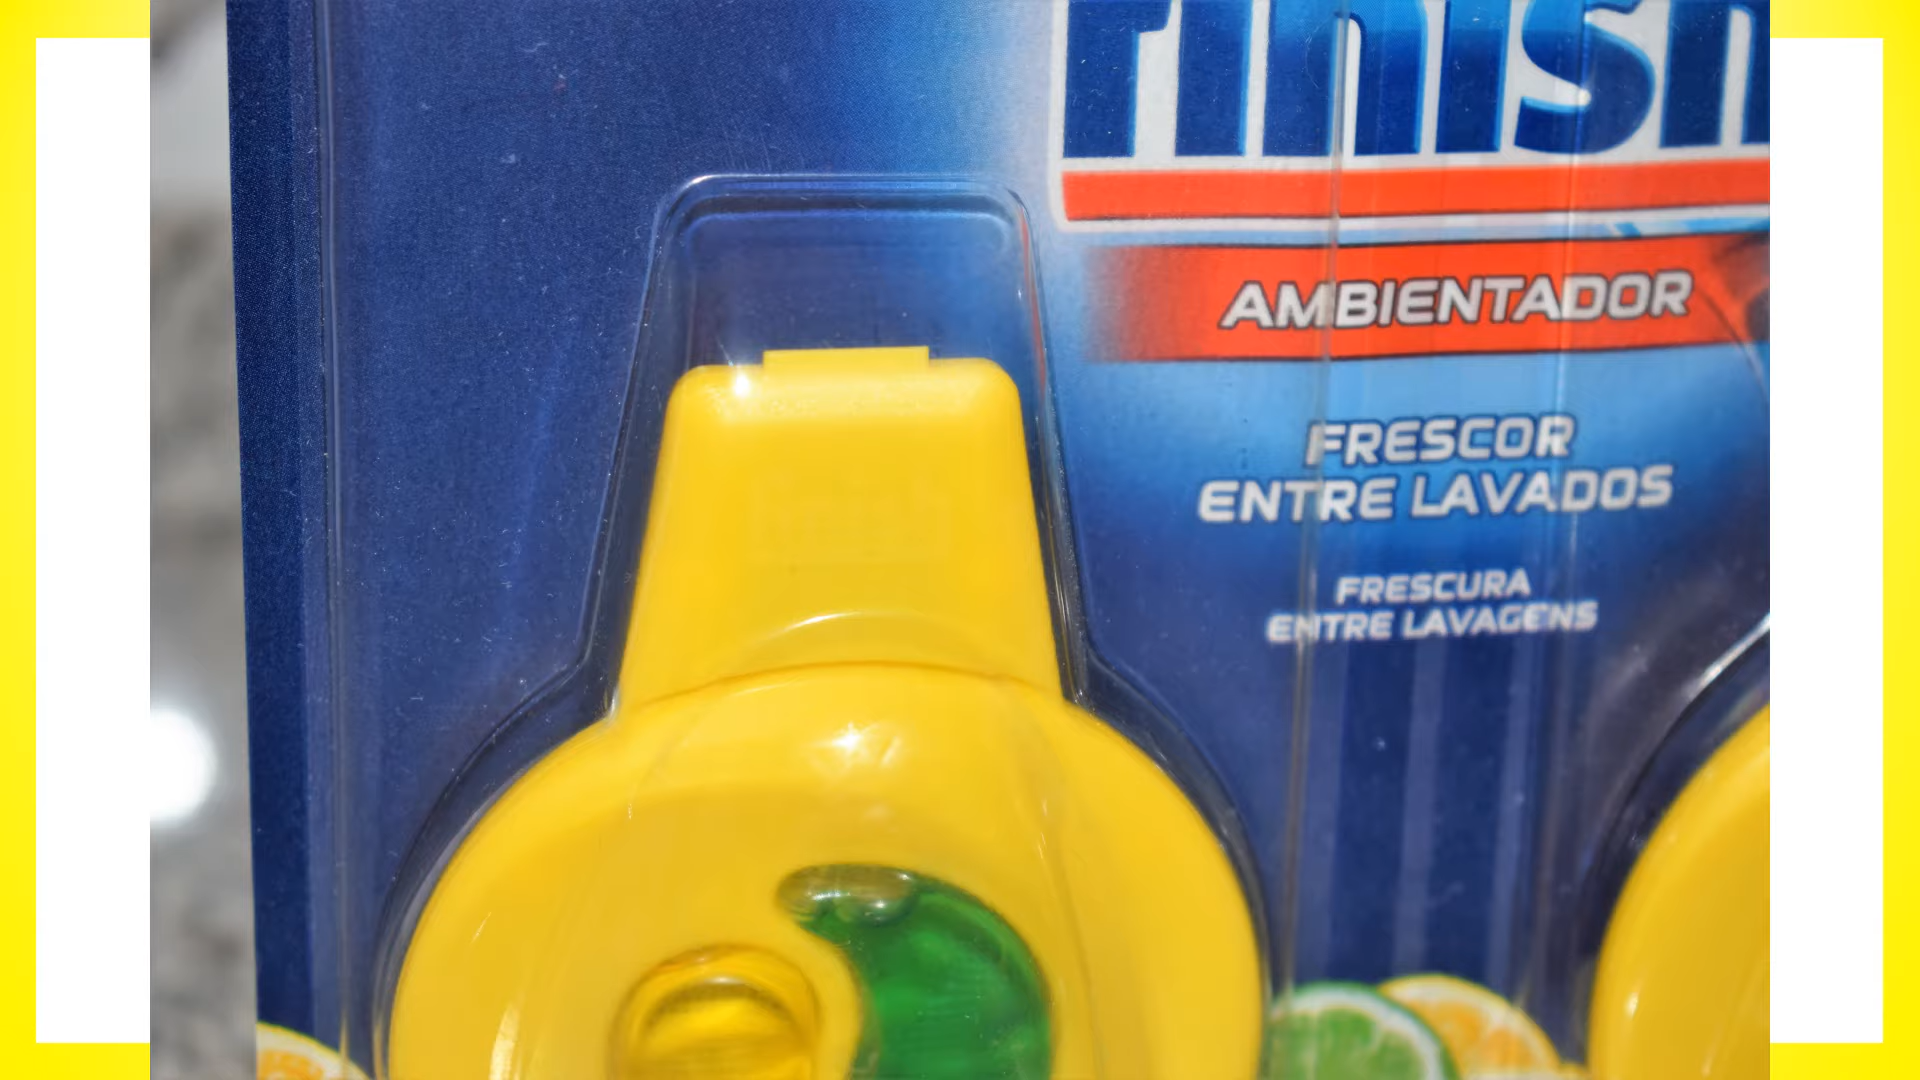 Finish
AMBIENTADOR
FRESCOR
ENTRE LAVADOS
FRESCURA
ENTRE LAVAGENS